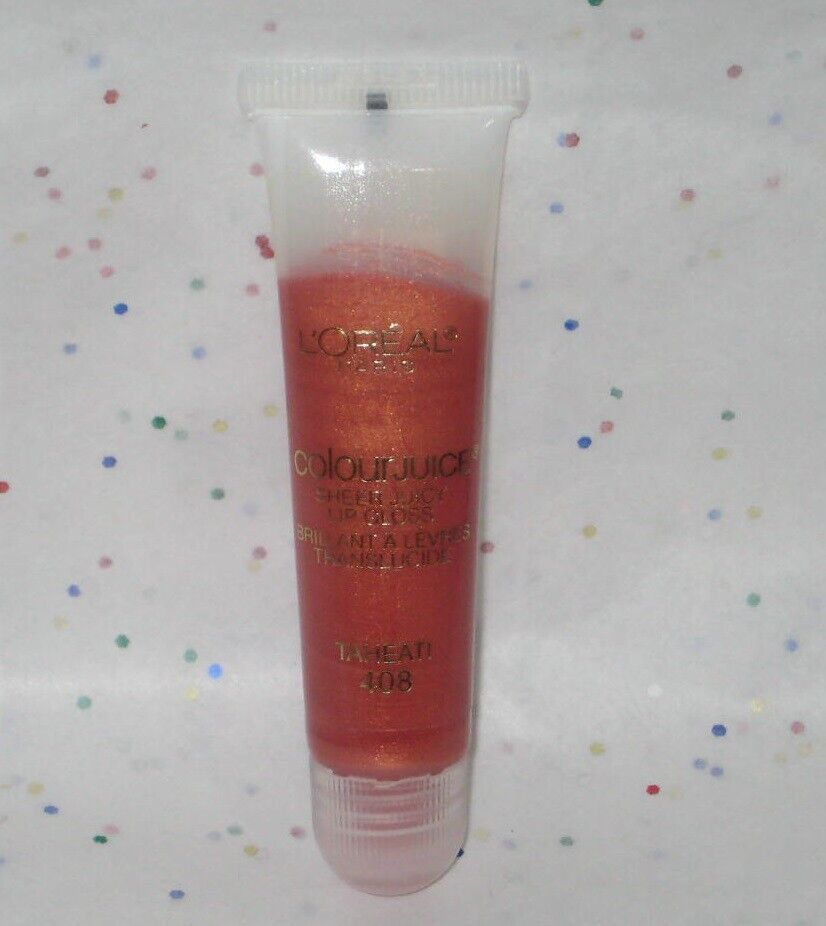 L'ORÉAL®
PARIS
colourJUICE®
SHEER JUICY
LIP GLOSS
BRILLANT À LÈVRES
TRANSLUCIDE
TAHEATI
408